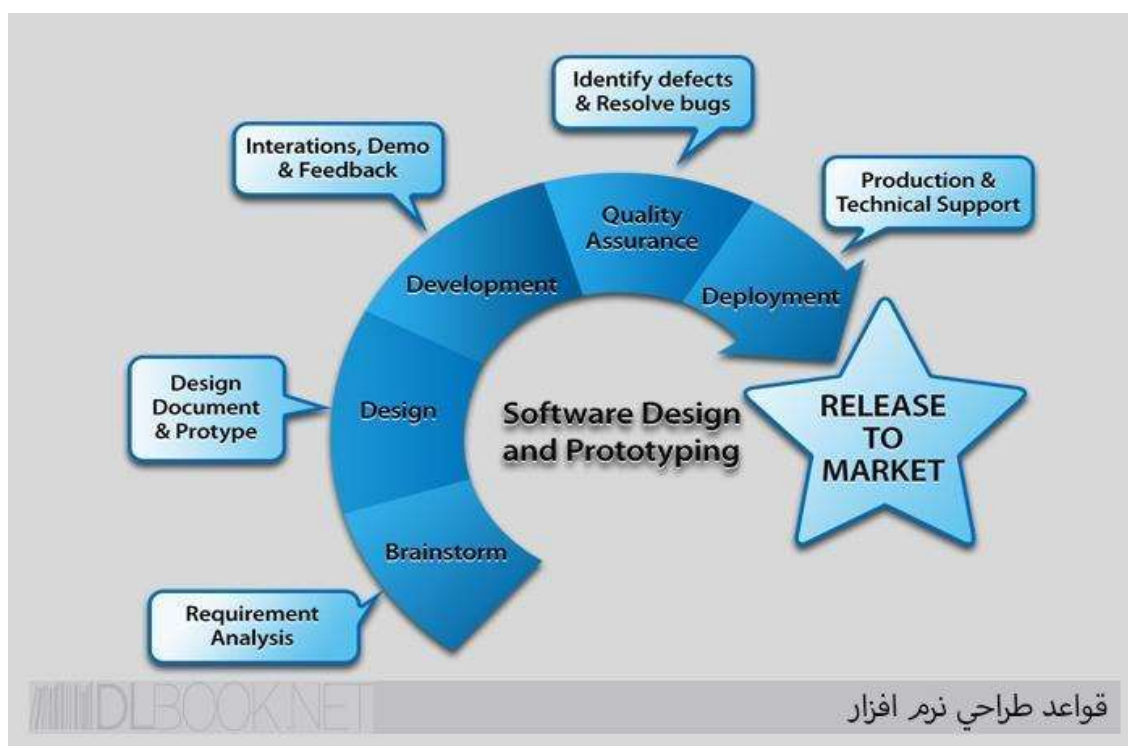 Identify defects
& Resolve bugs
Interations, Demo
& Feedback
Production &
Technical Support
Quality
Assurance
Development
Deployment
Design
Document
& Protype
Design
Software Design
and Prototyping
RELEASE
TO
MARKET
Brainstorm
Requirement
Analysis
DLBOOK.NET
قواعد طراحي نرم افزار